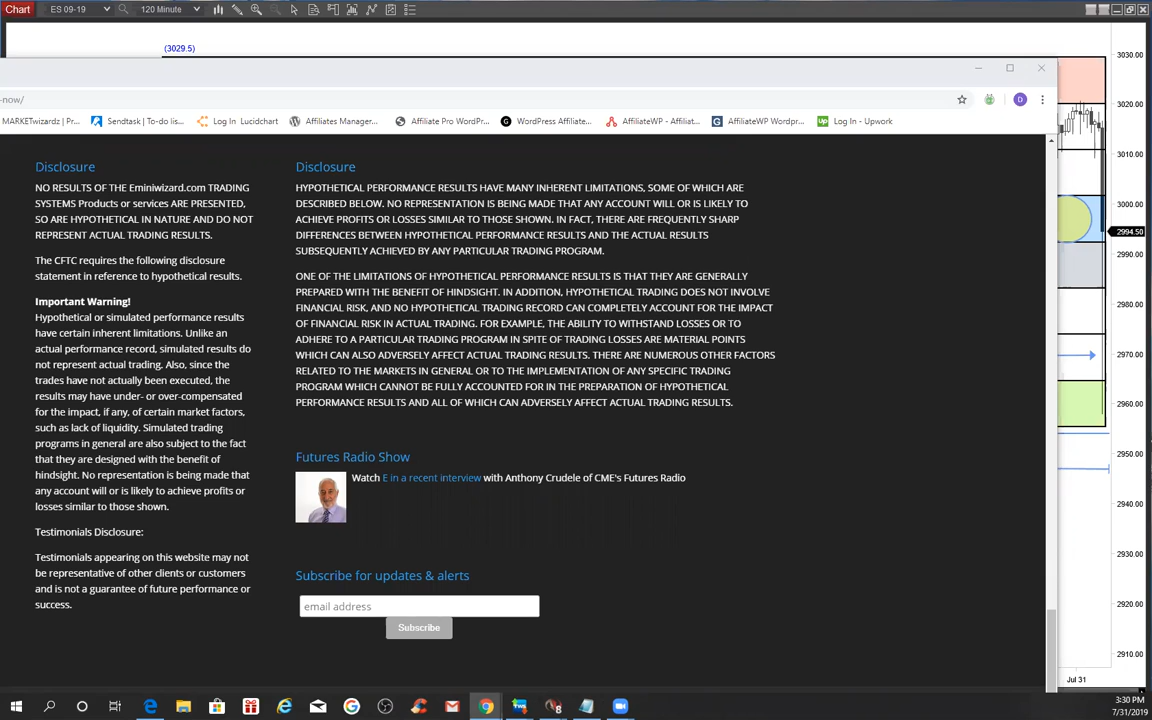 Chart ES 09-19 120 Minute
(3029.5)
-now/
D
MARKETwizardz | Pr... Sendtask | To-do lis... Log In Lucidchart Affiliates Manager... Affiliate Pro WordPr... WordPress Affiliate... AffiliateWP - Affiliat... AffiliateWP Wordpr... Log In - Upwork
Disclosure
NO RESULTS OF THE Eminiwizard.com TRADING
SYSTEMS Products or services ARE PRESENTED,
SO ARE HYPOTHETICAL IN NATURE AND DO NOT
REPRESENT ACTUAL TRADING RESULTS.
The CFTC requires the following disclosure
statement in reference to hypothetical results.
Important Warning!
Hypothetical or simulated performance results
have certain inherent limitations. Unlike an
actual performance record, simulated results do
not represent actual trading. Also, since the
trades have not actually been executed, the
results may have under- or over-compensated
for the impact, if any, of certain market factors,
such as lack of liquidity. Simulated trading
programs in general are also subject to the fact
that they are designed with the benefit of
hindsight. No representation is being made that
any account will or is likely to achieve profits or
losses similar to those shown.
Testimonials Disclosure:
Testimonials appearing on this website may not
be representative of other clients or customers
and is not a guarantee of future performance or
success.
Disclosure
HYPOTHETICAL PERFORMANCE RESULTS HAVE MANY INHERENT LIMITATIONS, SOME OF WHICH ARE
DESCRIBED BELOW. NO REPRESENTATION IS BEING MADE THAT ANY ACCOUNT WILL OR IS LIKELY TO
ACHIEVE PROFITS OR LOSSES SIMILAR TO THOSE SHOWN. IN FACT, THERE ARE FREQUENTLY SHARP
DIFFERENCES BETWEEN HYPOTHETICAL PERFORMANCE RESULTS AND THE ACTUAL RESULTS
SUBSEQUENTLY ACHIEVED BY ANY PARTICULAR TRADING PROGRAM.
ONE OF THE LIMITATIONS OF HYPOTHETICAL PERFORMANCE RESULTS IS THAT THEY ARE GENERALLY
PREPARED WITH THE BENEFIT OF HINDSIGHT. IN ADDITION, HYPOTHETICAL TRADING DOES NOT INVOLVE
FINANCIAL RISK, AND NO HYPOTHETICAL TRADING RECORD CAN COMPLETELY ACCOUNT FOR THE IMPACT
OF FINANCIAL RISK IN ACTUAL TRADING. FOR EXAMPLE, THE ABILITY TO WITHSTAND LOSSES OR TO
ADHERE TO A PARTICULAR TRADING PROGRAM IN SPITE OF TRADING LOSSES ARE MATERIAL POINTS
WHICH CAN ALSO ADVERSELY AFFECT ACTUAL TRADING RESULTS. THERE ARE NUMEROUS OTHER FACTORS
RELATED TO THE MARKETS IN GENERAL OR TO THE IMPLEMENTATION OF ANY SPECIFIC TRADING
PROGRAM WHICH CANNOT BE FULLY ACCOUNTED FOR IN THE PREPARATION OF HYPOTHETICAL
PERFORMANCE RESULTS AND ALL OF WHICH CAN ADVERSELY AFFECT ACTUAL TRADING RESULTS.
Futures Radio Show
Watch E in a recent interview with Anthony Crudele of CME's Futures Radio
Subscribe for updates & alerts
email address
Subscribe
3030.00
3020.00
3010.00
3000.00
2994.50
2990.00
2980.00
2970.00
2960.00
2950.00
2940.00
2930.00
2920.00
2910.00
Jul 31
3:30 PM
7/31/2019